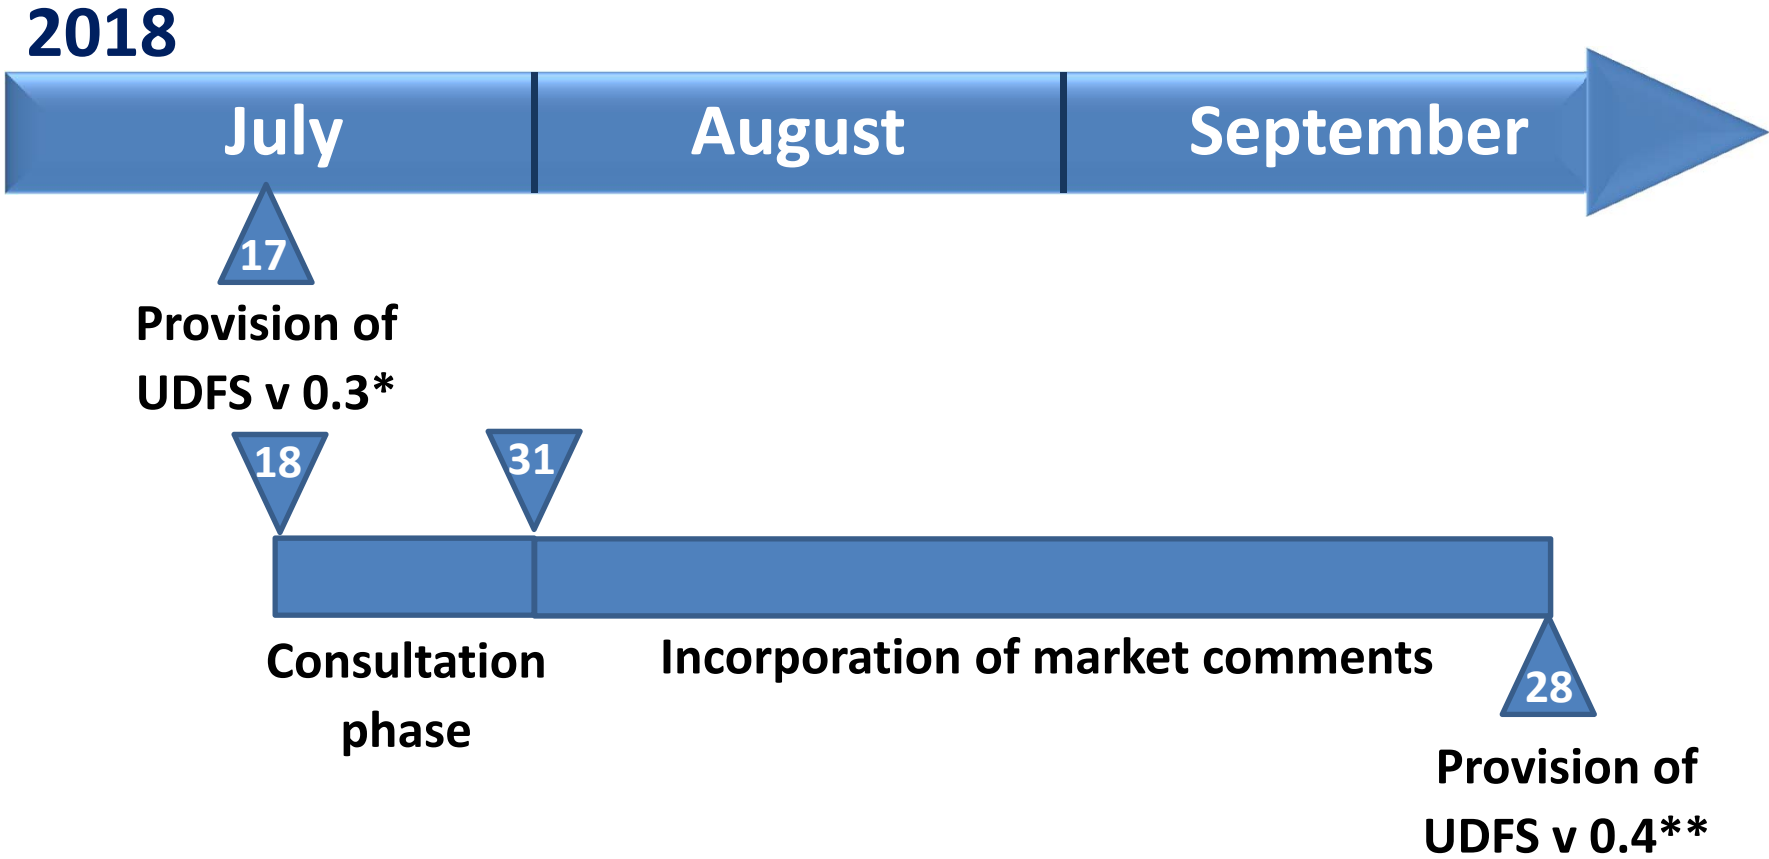 2018
July
August
September
17
Provision of
UDFS v 0.3*
18
31
Consultation
phase
Incorporation of market comments
28
Provision of
UDFS v 0.4**